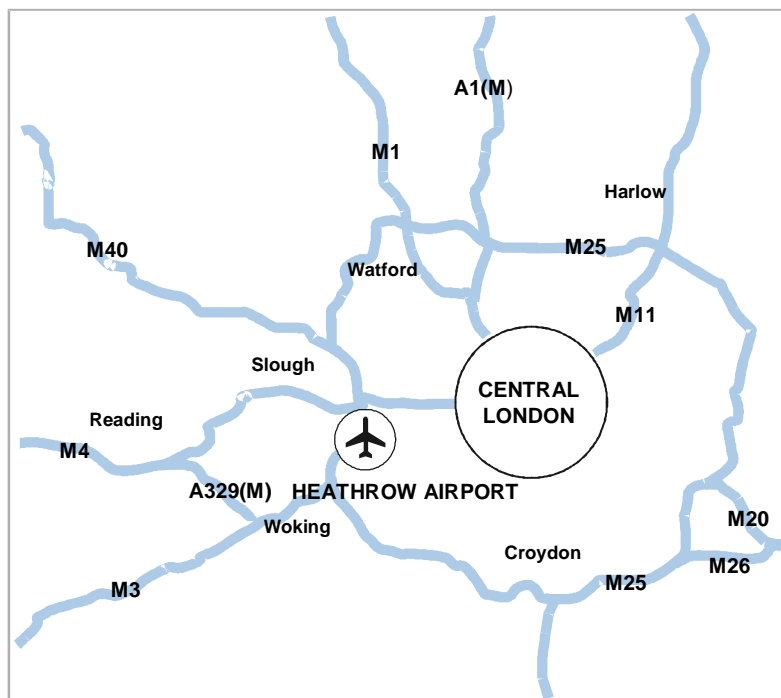 A1(M)
M1
Harlow
M40
M25
Watford
M11
Slough
CENTRAL
LONDON
Reading
M4
A329(M)
HEATHROW AIRPORT
Woking
M20
Croydon
M26
M3
M25